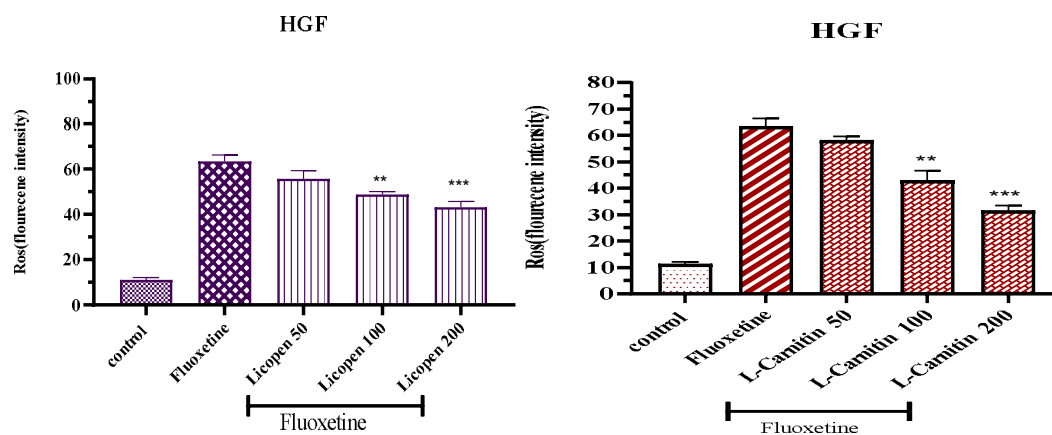 HGF
Ros(flourecene intensity)
100
80
60
40
20
0
**
***
control
Fluoxetine
Licopen 50
Licopen 100
Licopen 200
Fluoxetine
HGF
Ros(flourecene intensity)
80
70
60
50
40
30
20
10
0
**
***
control
Fluoxetine
L-Carnitin 50
L-Carnitin 100
L-Carnitin 200
Fluoxetine